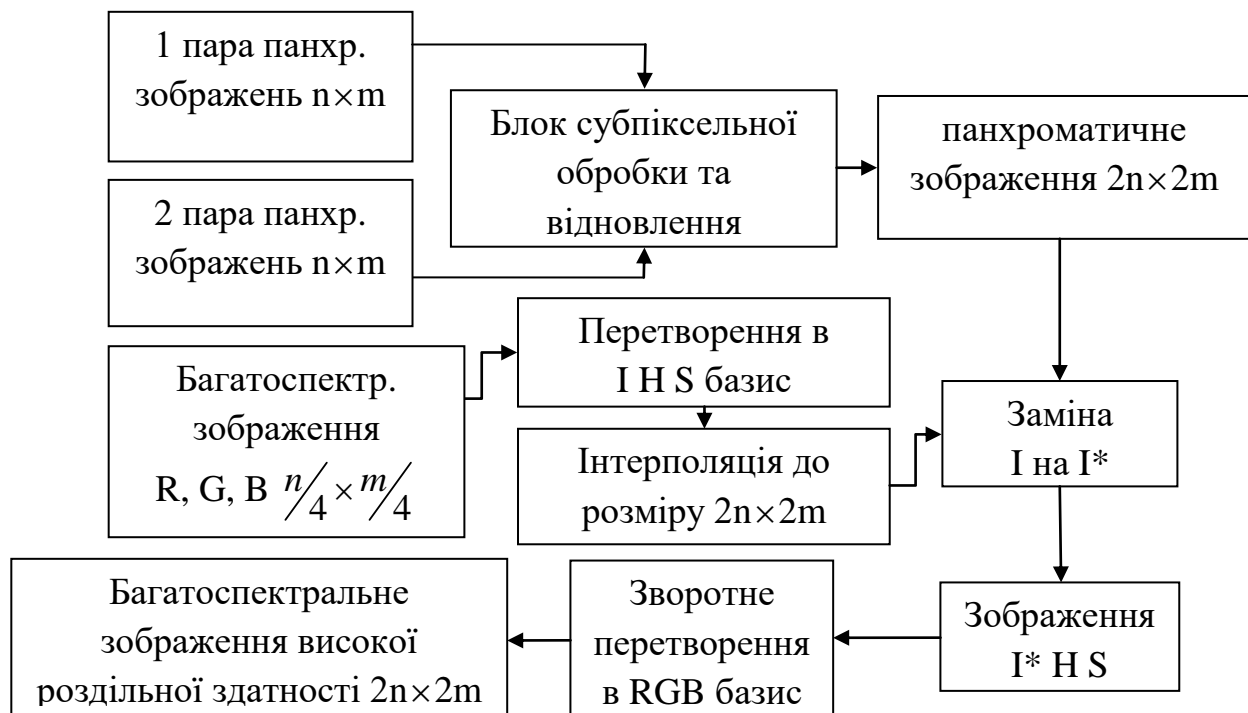 1 пара панхр.
зображень n×m
Блок субпіксельної
обробки та
відновлення
панхроматичне
зображення 2n×2m
2 пара панхр.
зображень n×m
Перетворення в
I H S базис
Багатоспектр.
зображення
R, G, B n/4 × m/4
Інтерполяція до
розміру 2n×2m
Заміна
I на I*
Зображення
I* H S
Зворотне
перетворення
в RGB базис
Багатоспектральне
зображення високої
роздільної здатності 2n×2m